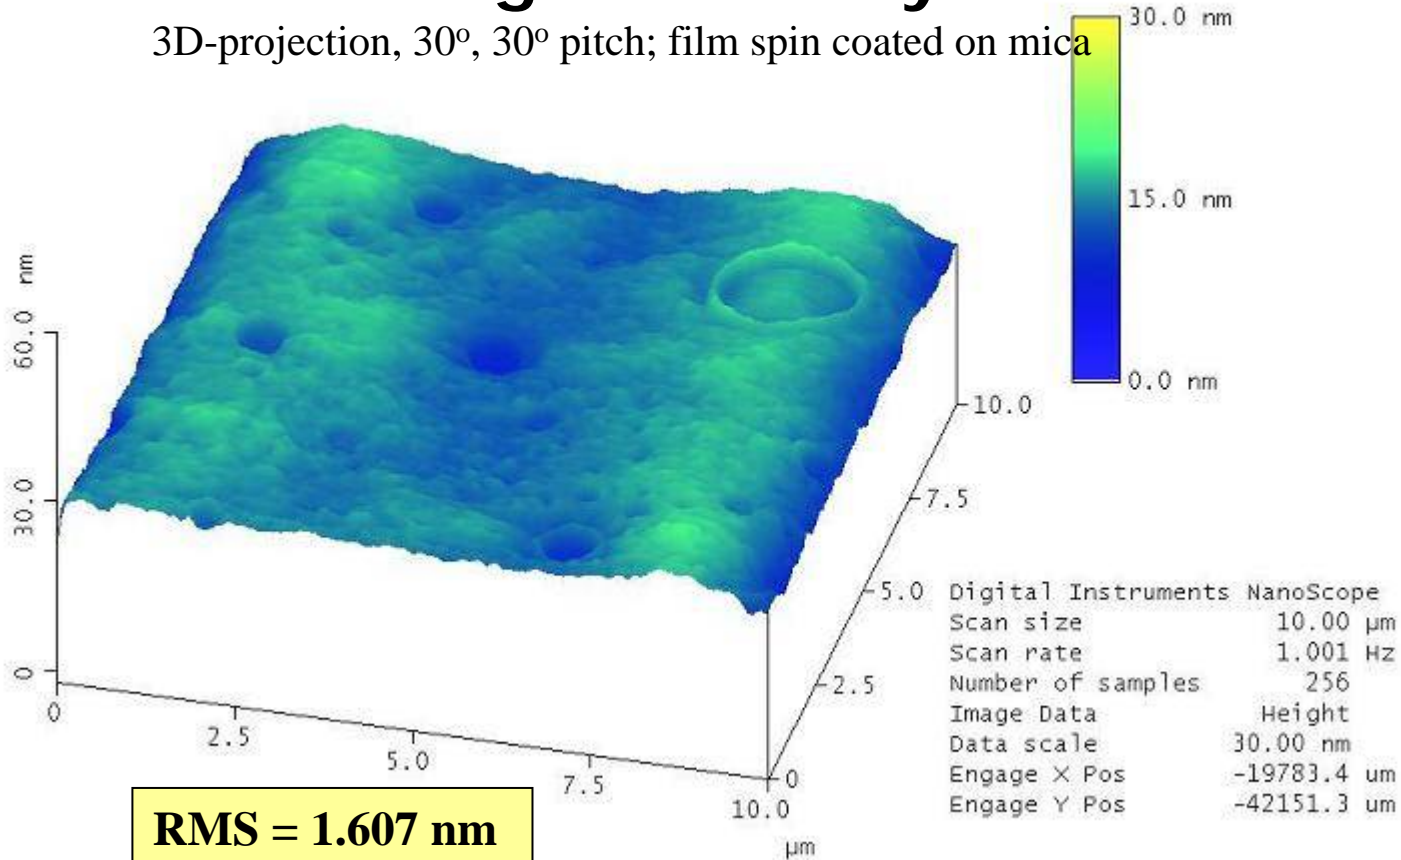 3D-projection, 30º, 30º pitch; film spin coated on mica
30.0 nm
15.0 nm
0.0 nm
nm
60.0
30.0
0
0
2.5
5.0
7.5
10.0
µm
0
2.5
5.0
7.5
10.0
Digital Instruments NanoScope
Scan size 10.00 µm
Scan rate 1.001 Hz
Number of samples 256
Image Data Height
Data scale 30.00 nm
Engage X Pos -19783.4 um
Engage Y Pos -42151.3 um
RMS = 1.607 nm